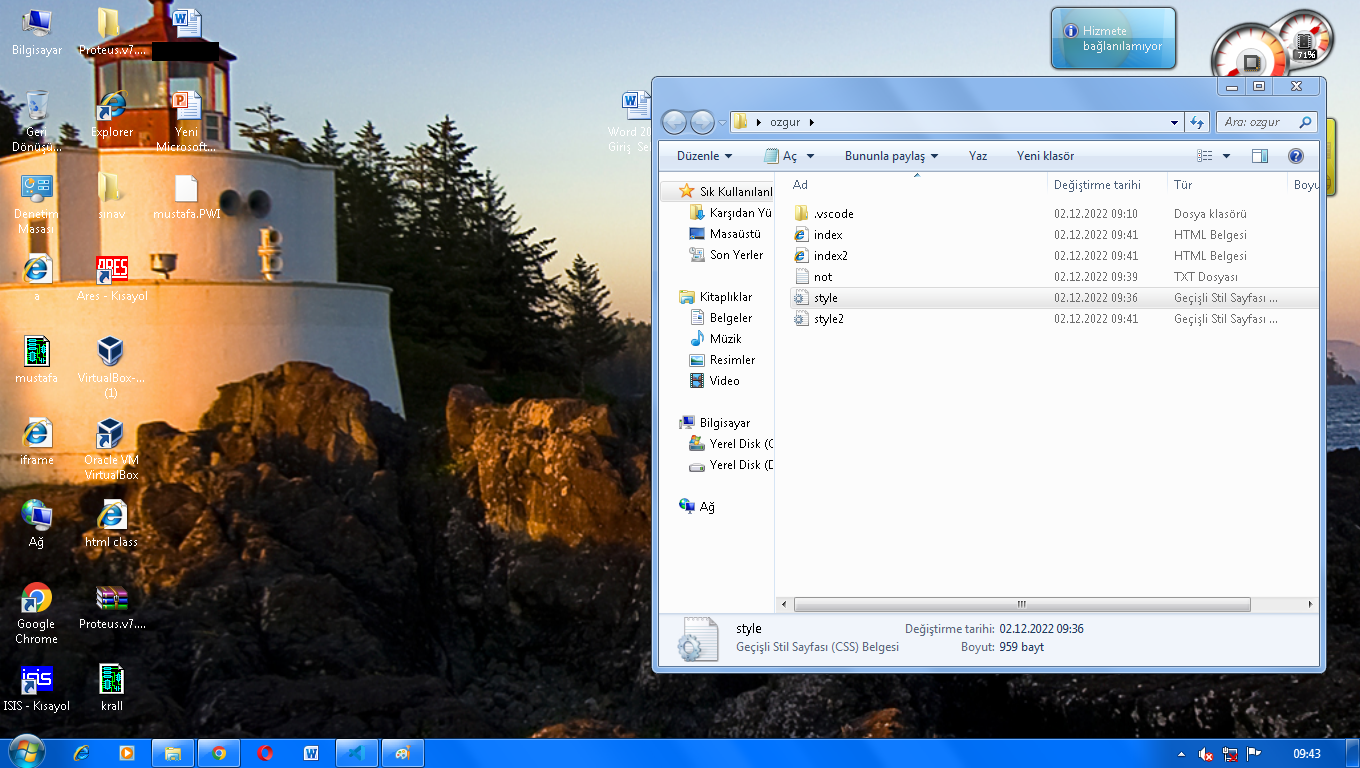 Bilgisayar
Proteus.v7....
Geri
Dönüşü...
Explorer
Yeni
Microsoft...
Denetim
Masası
sınav
mustafa.PWI
a
Ares - Kısayol
ARES
mustafa
VirtualBox-...
(1)
iframe
Oracle VM
VirtualBox
Ağ
html class
Google
Chrome
Proteus.v7....
ISIS - Kısayol
isis
krall
Word 20
Giriş Se
Hizmete
bağlanılamıyor
71%
ozgur
Ara: ozgur
Düzenle
Aç
Bununla paylaş
Yaz
Yeni klasör
Sık Kullanılanl
Karşıdan Yü
Masaüstü
Son Yerler
Kitaplıklar
Belgeler
Müzik
Resimler
Video
Bilgisayar
Yerel Disk (C
Yerel Disk (D
Ağ
Ad Değiştirme tarihi Tür Boyu
.vscode 02.12.2022 09:10 Dosya klasörü
index 02.12.2022 09:41 HTML Belgesi
index2 02.12.2022 09:41 HTML Belgesi
not 02.12.2022 09:39 TXT Dosyası
style 02.12.2022 09:36 Geçişli Stil Sayfası ...
style2 02.12.2022 09:41 Geçişli Stil Sayfası ...
style Değiştirme tarihi: 02.12.2022 09:36
Geçişli Stil Sayfası (CSS) Belgesi Boyut: 959 bayt
09:43